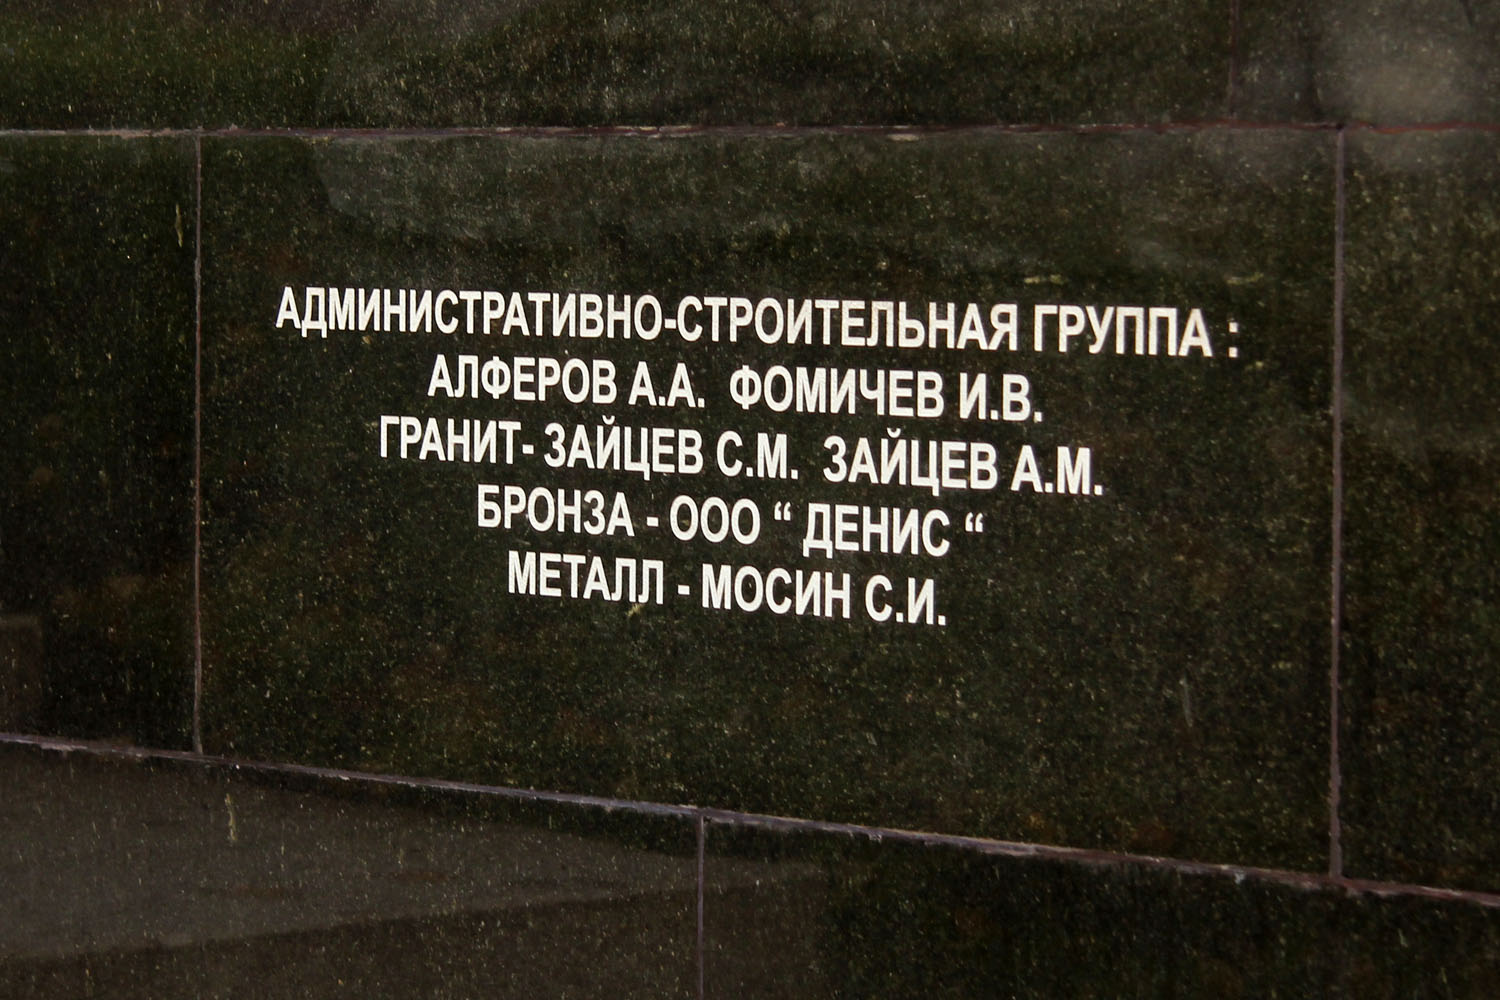 АДМИНИСТРАТИВНО-СТРОИТЕЛЬНАЯ ГРУППА :
АЛФЕРОВ А.А. ФОМИЧЕВ И.В.
ГРАНИТ- ЗАЙЦЕВ С.М. ЗАЙЦЕВ А.М.
БРОНЗА - ООО “ ДЕНИС “
МЕТАЛЛ - МОСИН С.И.